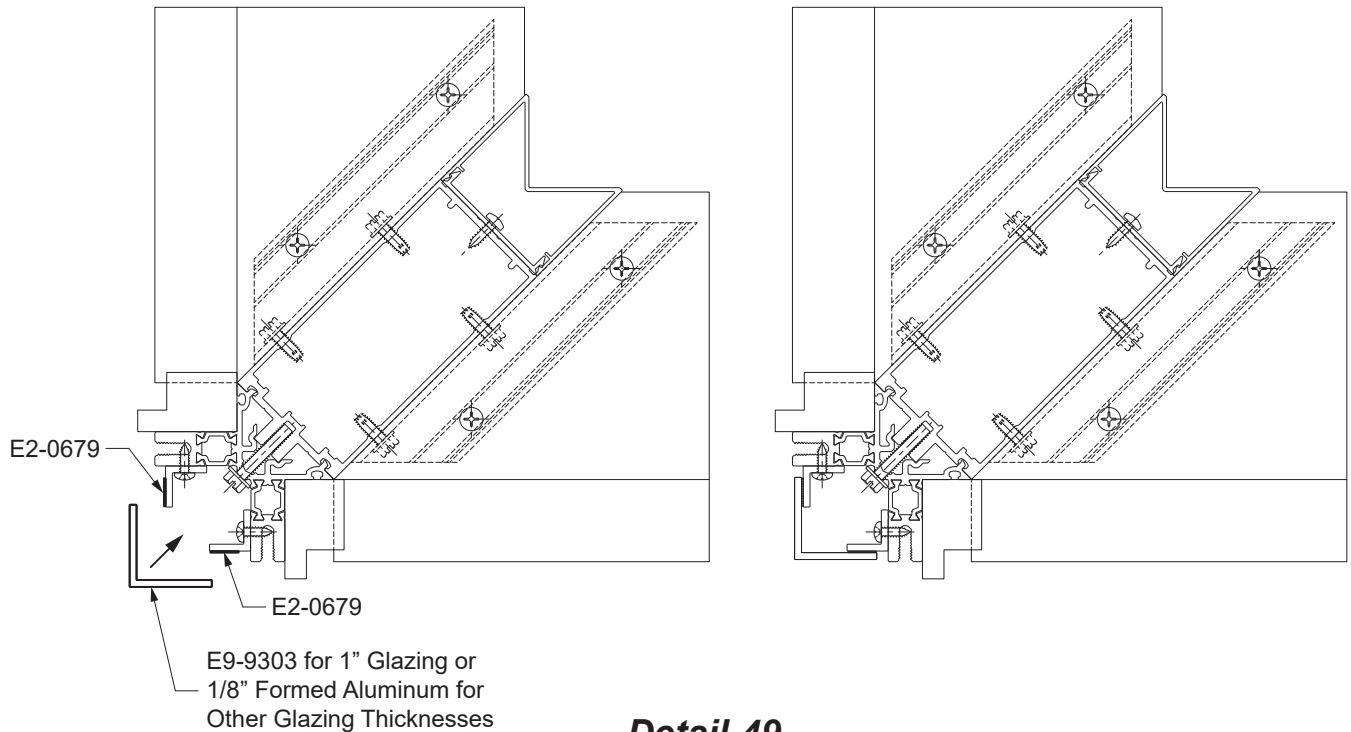 E2-0679
E2-0679
E9-9303 for 1” Glazing or
1/8” Formed Aluminum for
Other Glazing Thicknesses
Detail 49